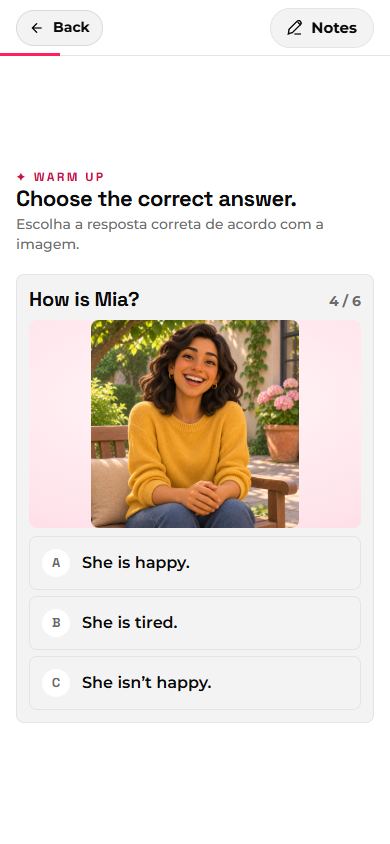 Back
Notes
WARM UP
Choose the correct answer.
Escolha a resposta correta de acordo com a
imagem.
How is Mia?
4 / 6
A
She is happy.
B
She is tired.
C
She isn’t happy.